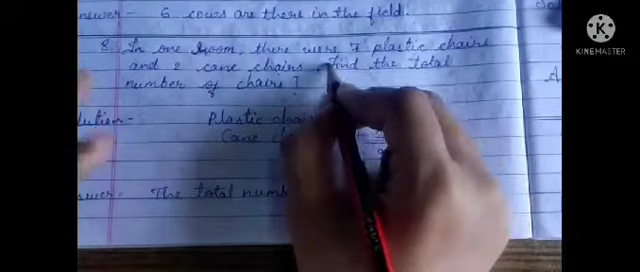 nswer- 6 cows are there in the field.
8. In one room, there were 7 plastic chairs
and 2 cane chairs. Find the total
number of chairs?
lution- Plastic chair
Cane
swer- The total numb
KINEMASTER